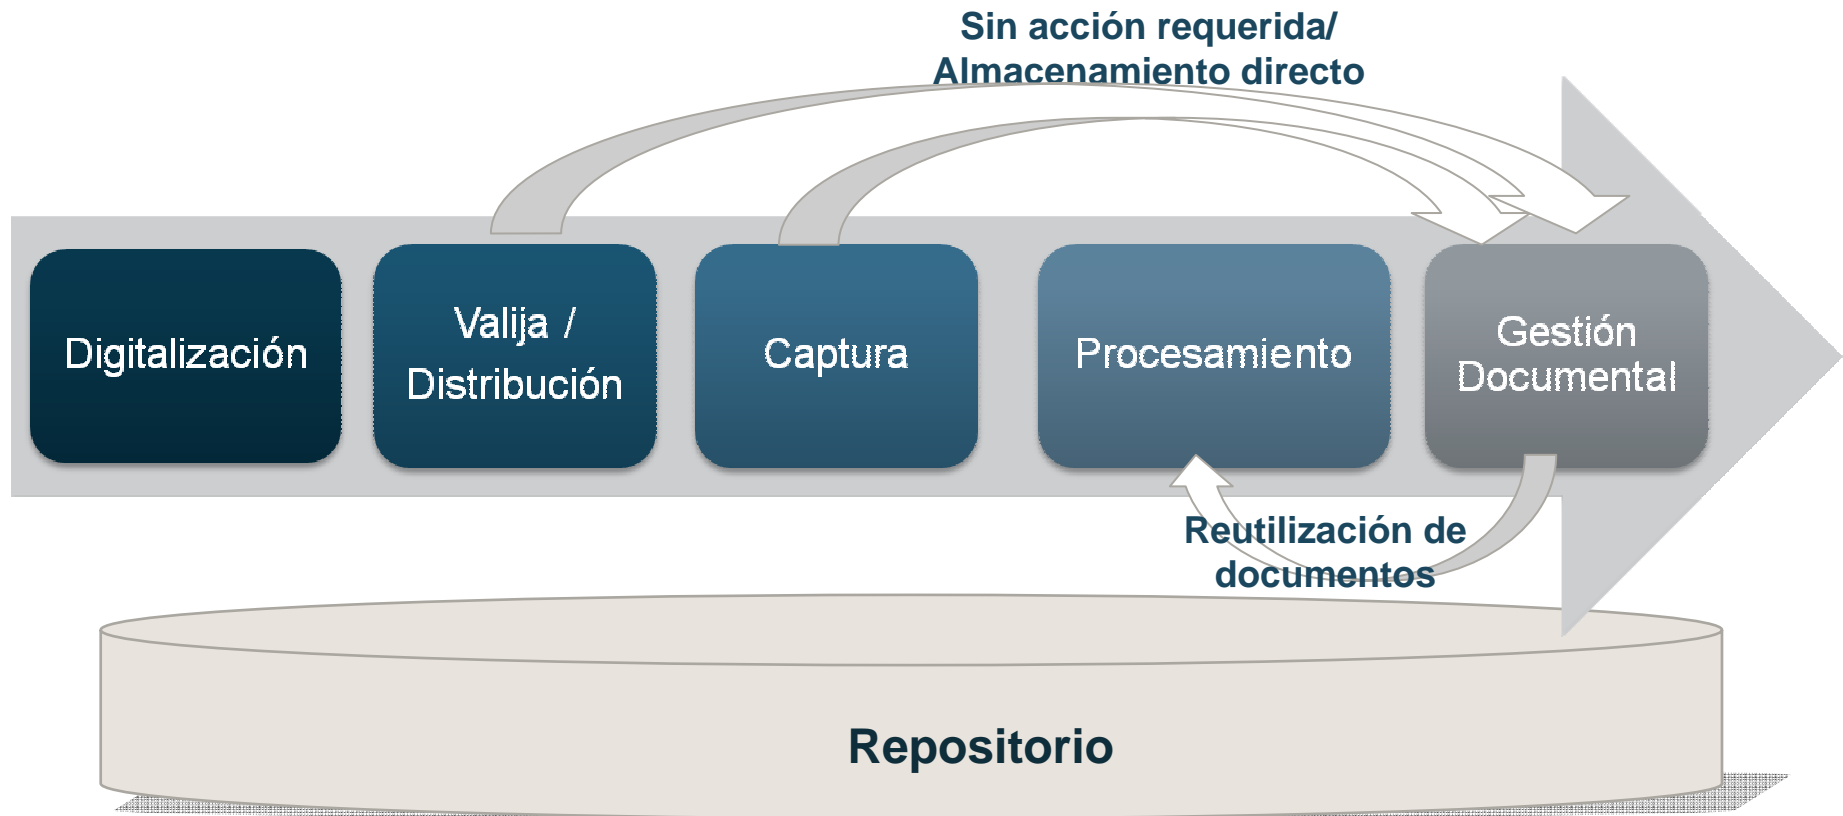 Sin acción requerida/
Almacenamiento directo
Digitalización
Valija /
Distribución
Captura
Procesamiento
Gestión
Documental
Reutilización de
documentos
Repositorio